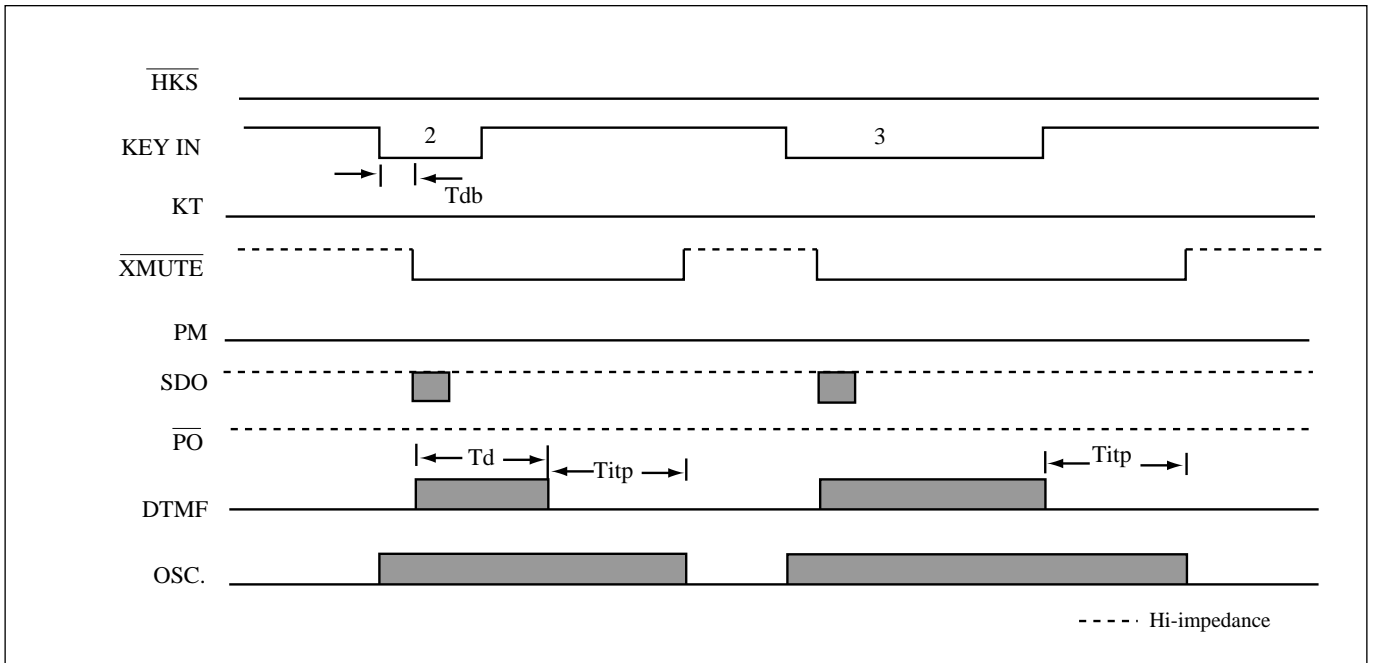 HKS
KEY IN
2
3
Tdb
KT
XMUTE
PM
SDO
PO
Td
Titp
Titp
DTMF
OSC.
Hi-impedance